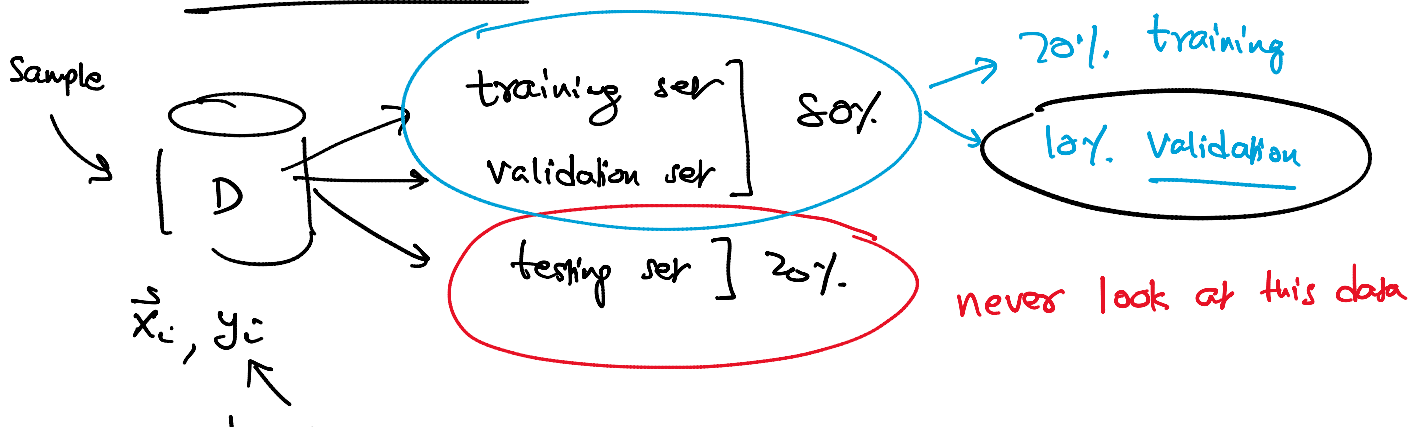 Sample
D
training set
validation set
80%
testing set
20%
70% training
10% validation
never look at this data
x⃗ᵢ, yᵢ